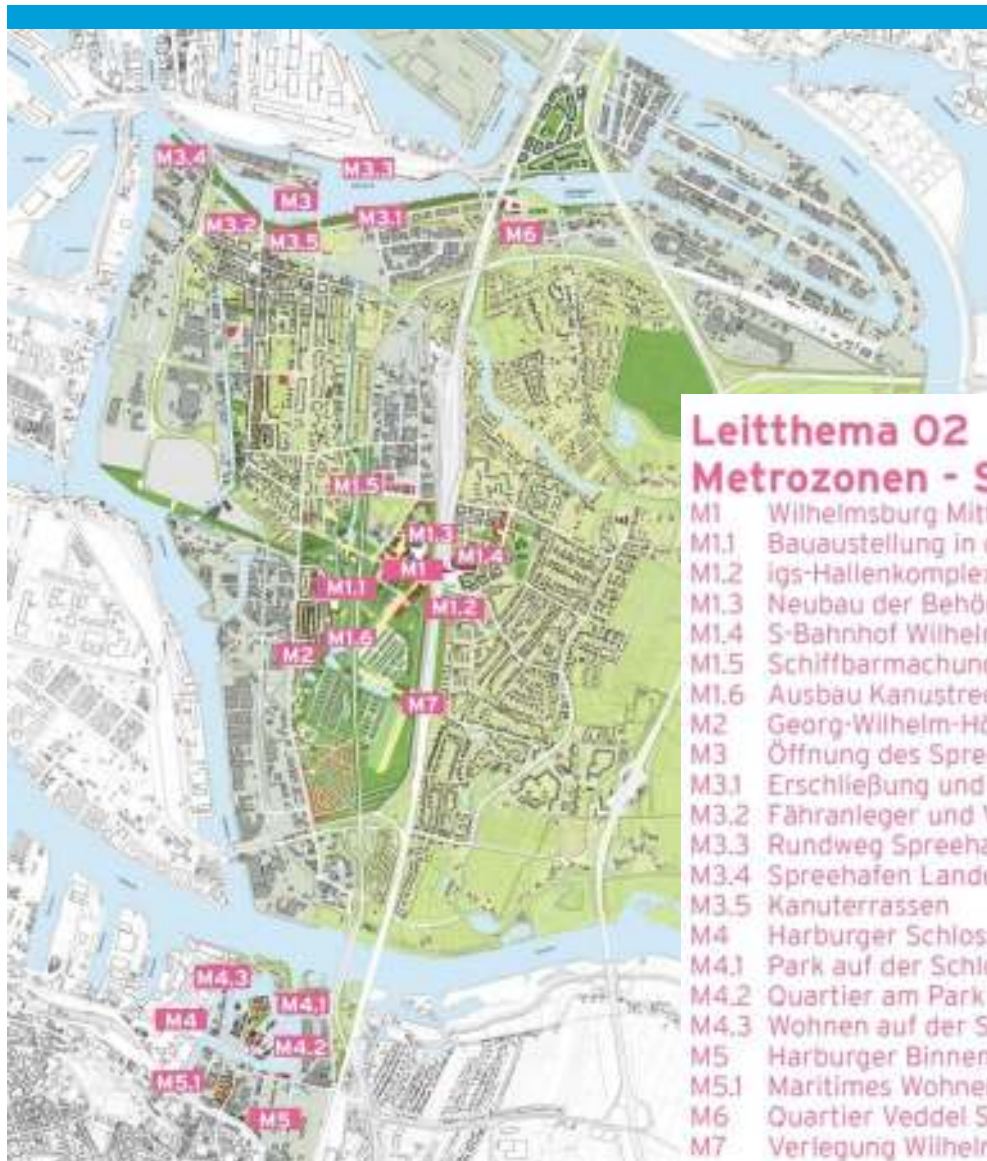 M3.4
M3.3
M3
M3.2
M3.1
M3.5
M6
M1.5
M1.3
M1.4
M1
M1.1
M1.2
M1.6
M2
M7
M4.3
M4.1
M4
M4.2
M5.1
M5
Leitthema 02
Metrozonen - S
M1 Wilhelmsburg Mitt
M1.1 Bauaustellung in
M1.2 igs-Hallenkomplex
M1.3 Neubau der Behö
M1.4 S-Bahnhof Wilhel
M1.5 Schiffbarmachung
M1.6 Ausbau Kanustre
M2 Georg-Wilhelm-Hö
M3 Öffnung des Spre
M3.1 Erschließung und
M3.2 Fähranleger und V
M3.3 Rundweg Spreeha
M3.4 Spreehafen Lande
M3.5 Kanuterrassen
M4 Harburger Schlos
M4.1 Park auf der Schlo
M4.2 Quartier am Park
M4.3 Wohnen auf der S
M5 Harburger Binnen
M5.1 Maritimes Wohne
M6 Quartier Veddel S
M7 Verlegung Wilhelm